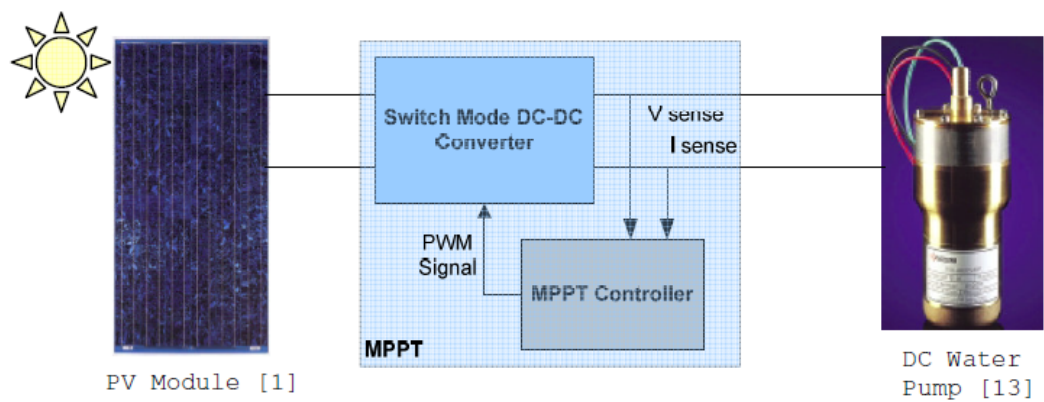 Switch Mode DC-DC
Converter
V sense
I sense
PWM
Signal
MPPT Controller
MPPT
PV Module [1]
DC Water
Pump [13]